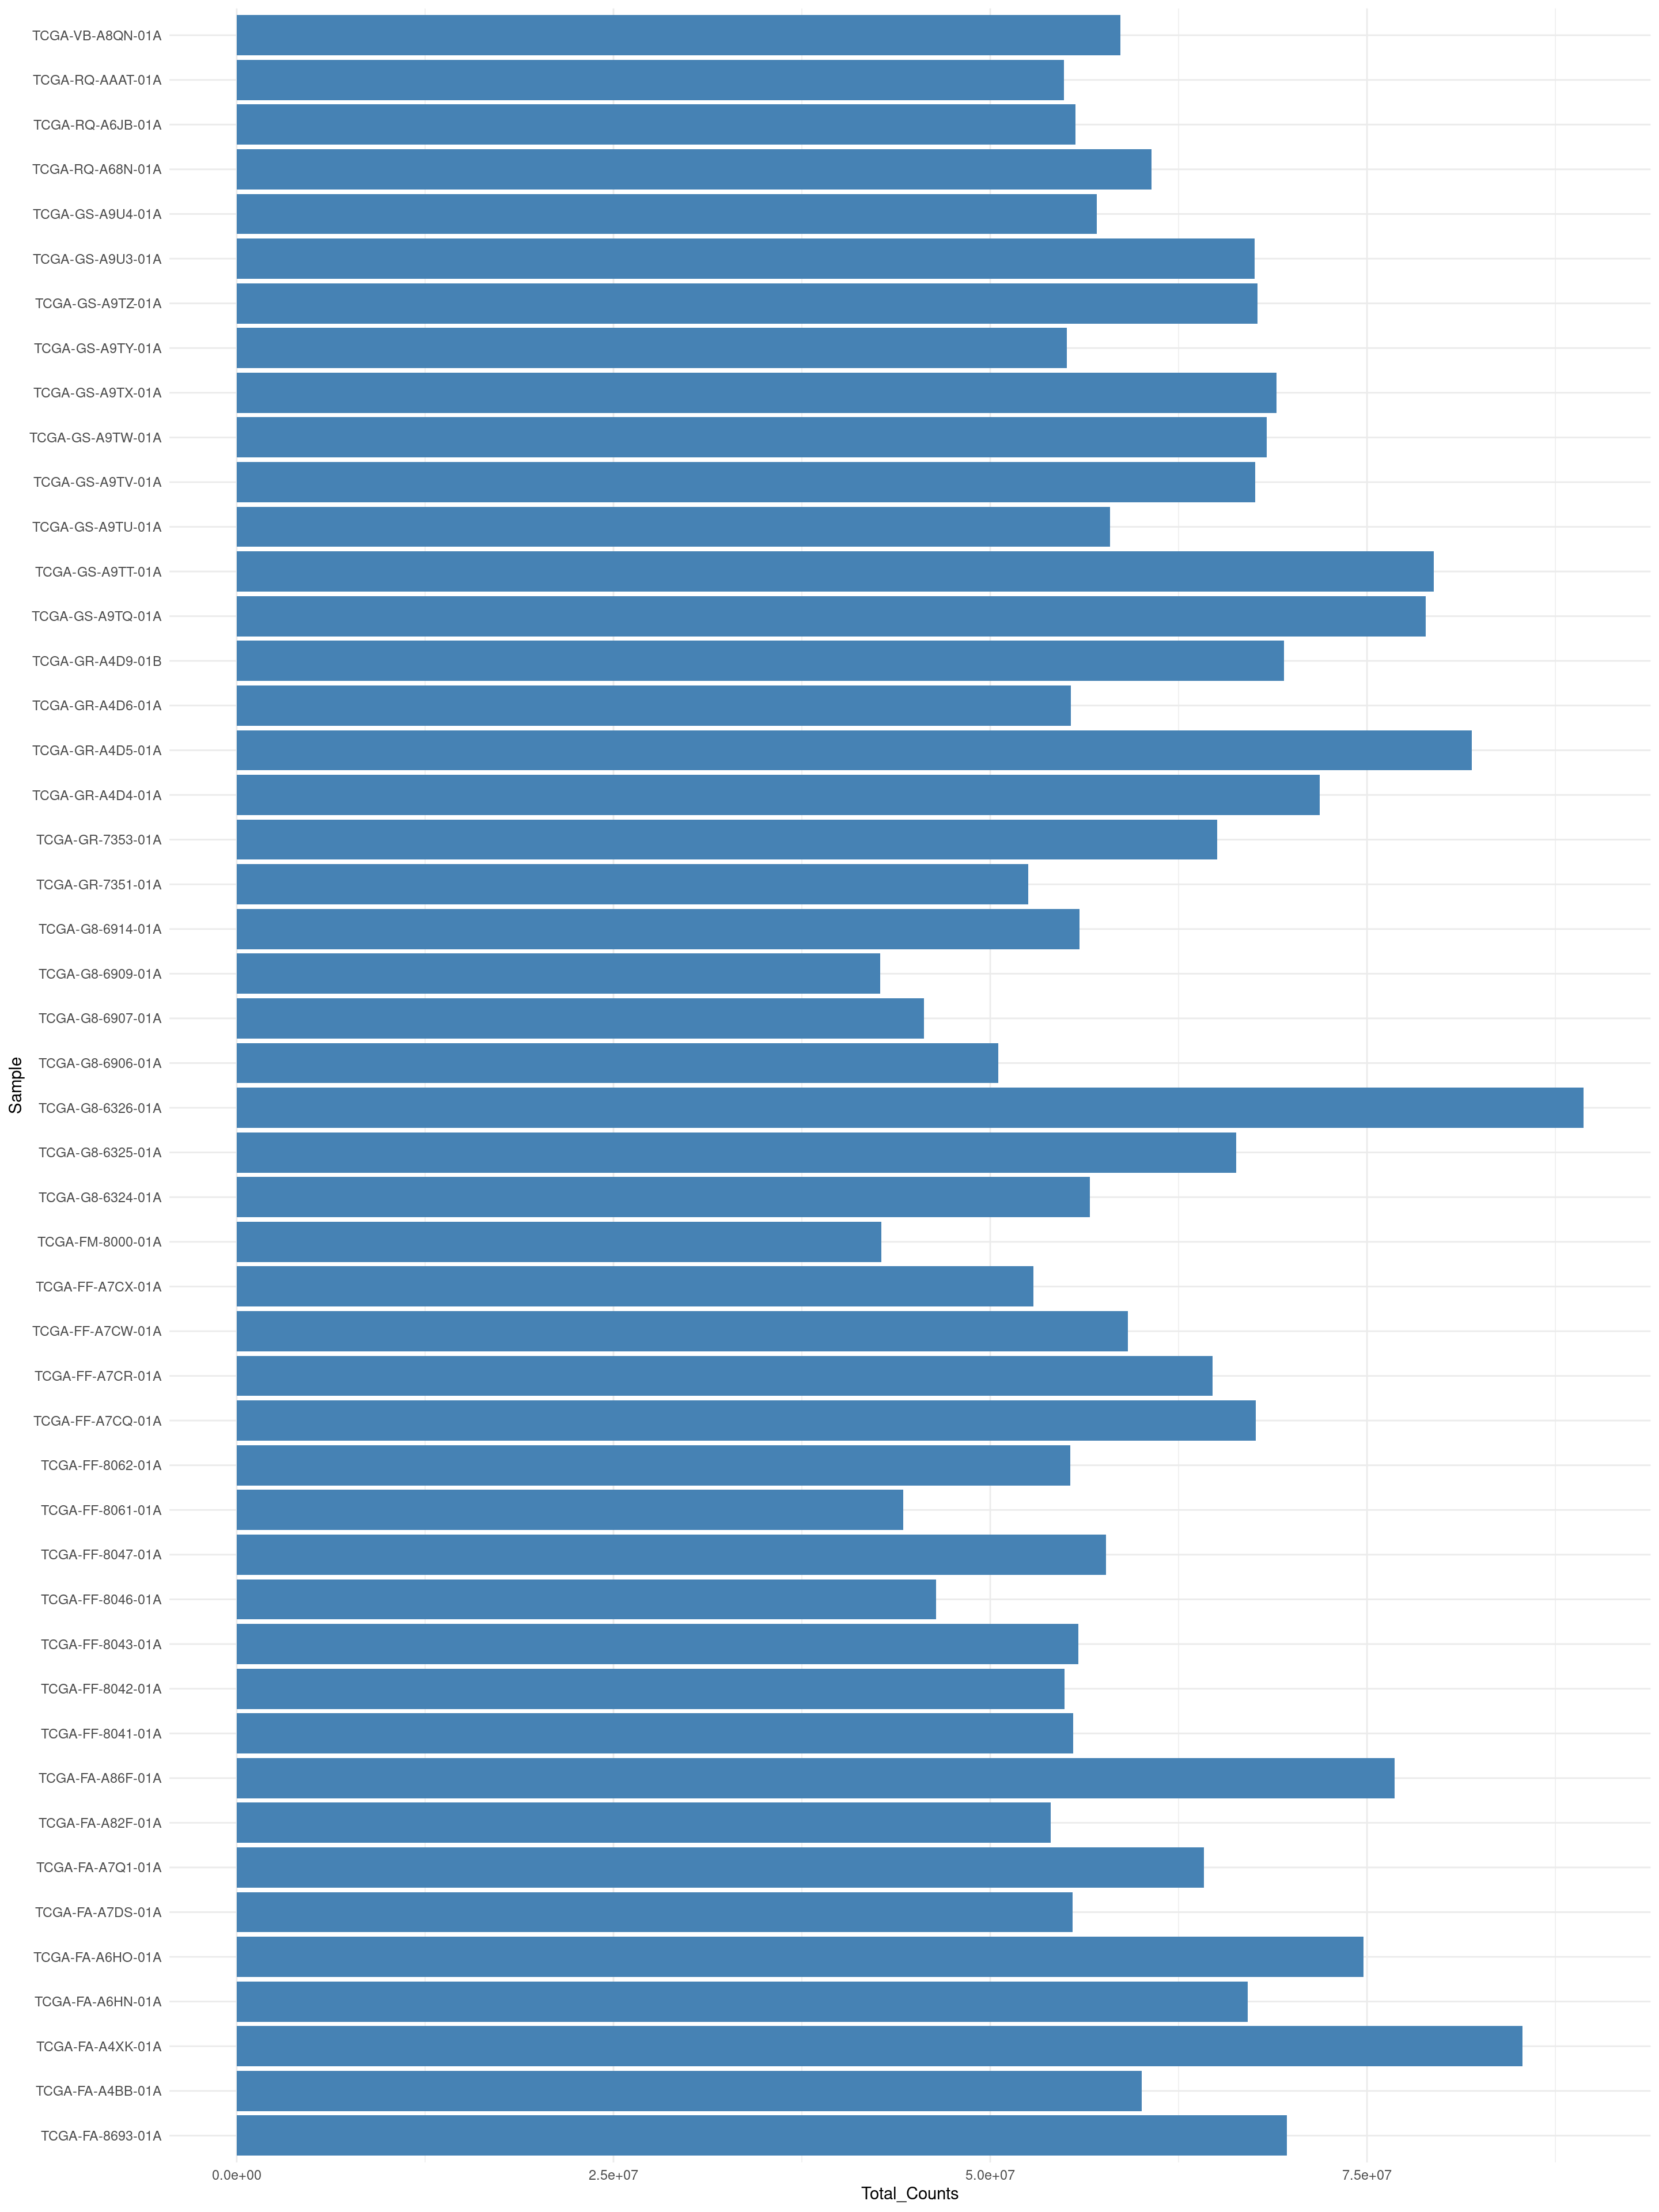 TCGA-VB-A8QN-01A
TCGA-RQ-AAAT-01A
TCGA-RQ-A6JB-01A
TCGA-RQ-A68N-01A
TCGA-GS-A9U4-01A
TCGA-GS-A9U3-01A
TCGA-GS-A9TZ-01A
TCGA-GS-A9TY-01A
TCGA-GS-A9TX-01A
TCGA-GS-A9TW-01A
TCGA-GS-A9TV-01A
TCGA-GS-A9TU-01A
TCGA-GS-A9TT-01A
TCGA-GS-A9TQ-01A
TCGA-GR-A4D9-01B
TCGA-GR-A4D6-01A
TCGA-GR-A4D5-01A
TCGA-GR-A4D4-01A
TCGA-GR-7353-01A
TCGA-GR-7351-01A
TCGA-G8-6914-01A
TCGA-G8-6909-01A
TCGA-G8-6907-01A
TCGA-G8-6906-01A
TCGA-G8-6326-01A
TCGA-G8-6325-01A
TCGA-G8-6324-01A
TCGA-FM-8000-01A
TCGA-FF-A7CX-01A
TCGA-FF-A7CW-01A
TCGA-FF-A7CR-01A
TCGA-FF-A7CQ-01A
TCGA-FF-8062-01A
TCGA-FF-8061-01A
TCGA-FF-8047-01A
TCGA-FF-8046-01A
TCGA-FF-8043-01A
TCGA-FF-8042-01A
TCGA-FF-8041-01A
TCGA-FA-A86F-01A
TCGA-FA-A82F-01A
TCGA-FA-A7Q1-01A
TCGA-FA-A7DS-01A
TCGA-FA-A6HO-01A
TCGA-FA-A6HN-01A
TCGA-FA-A4XK-01A
TCGA-FA-A4BB-01A
TCGA-FA-8693-01A
Sample
0.0e+00 2.5e+07 5.0e+07 7.5e+07
Total_Counts